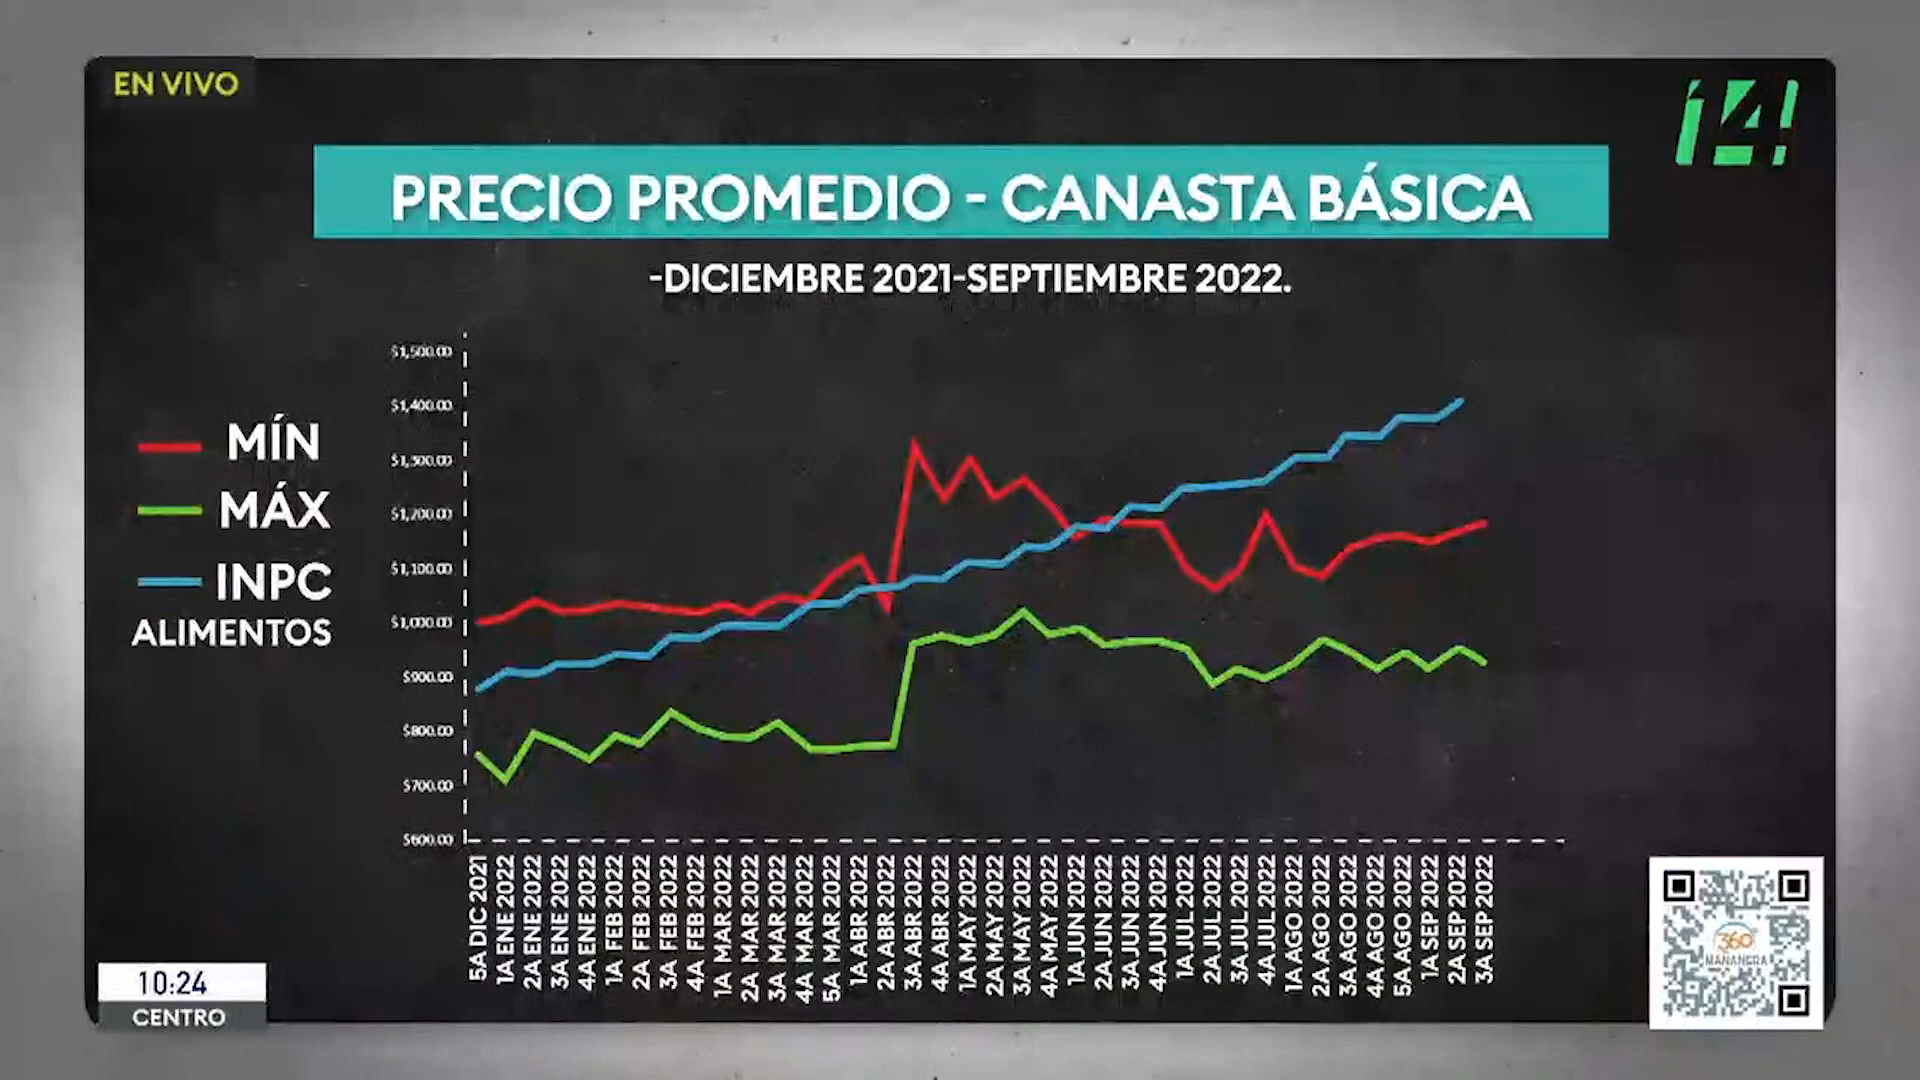 EN VIVO
14
PRECIO PROMEDIO - CANASTA BÁSICA
-DICIEMBRE 2021-SEPTIEMBRE 2022.
MÍN
MÁX
INPC
ALIMENTOS
$1,500.00
$1,400.00
$1,300.00
$1,200.00
$1,100.00
$1,000.00
$900.00
$800.00
$700.00
$600.00
5A DIC 2021
1A ENE 2022
2A ENE 2022
3A ENE 2022
4A ENE 2022
1A FEB 2022
2A FEB 2022
3A FEB 2022
4A FEB 2022
1A MAR 2022
2A MAR 2022
3A MAR 2022
4A MAR 2022
5A MAR 2022
1A ABR 2022
2A ABR 2022
3A ABR 2022
4A ABR 2022
1A MAY 2022
2A MAY 2022
3A MAY 2022
4A MAY 2022
1A JUN 2022
2A JUN 2022
3A JUN 2022
4A JUN 2022
1A JUL 2022
2A JUL 2022
3A JUL 2022
4A JUL 2022
1A AGO 2022
2A AGO 2022
3A AGO 2022
4A AGO 2022
5A AGO 2022
1A SEP 2022
2A SEP 2022
3A SEP 2022
10:24
CENTRO
360°
MAÑANERA